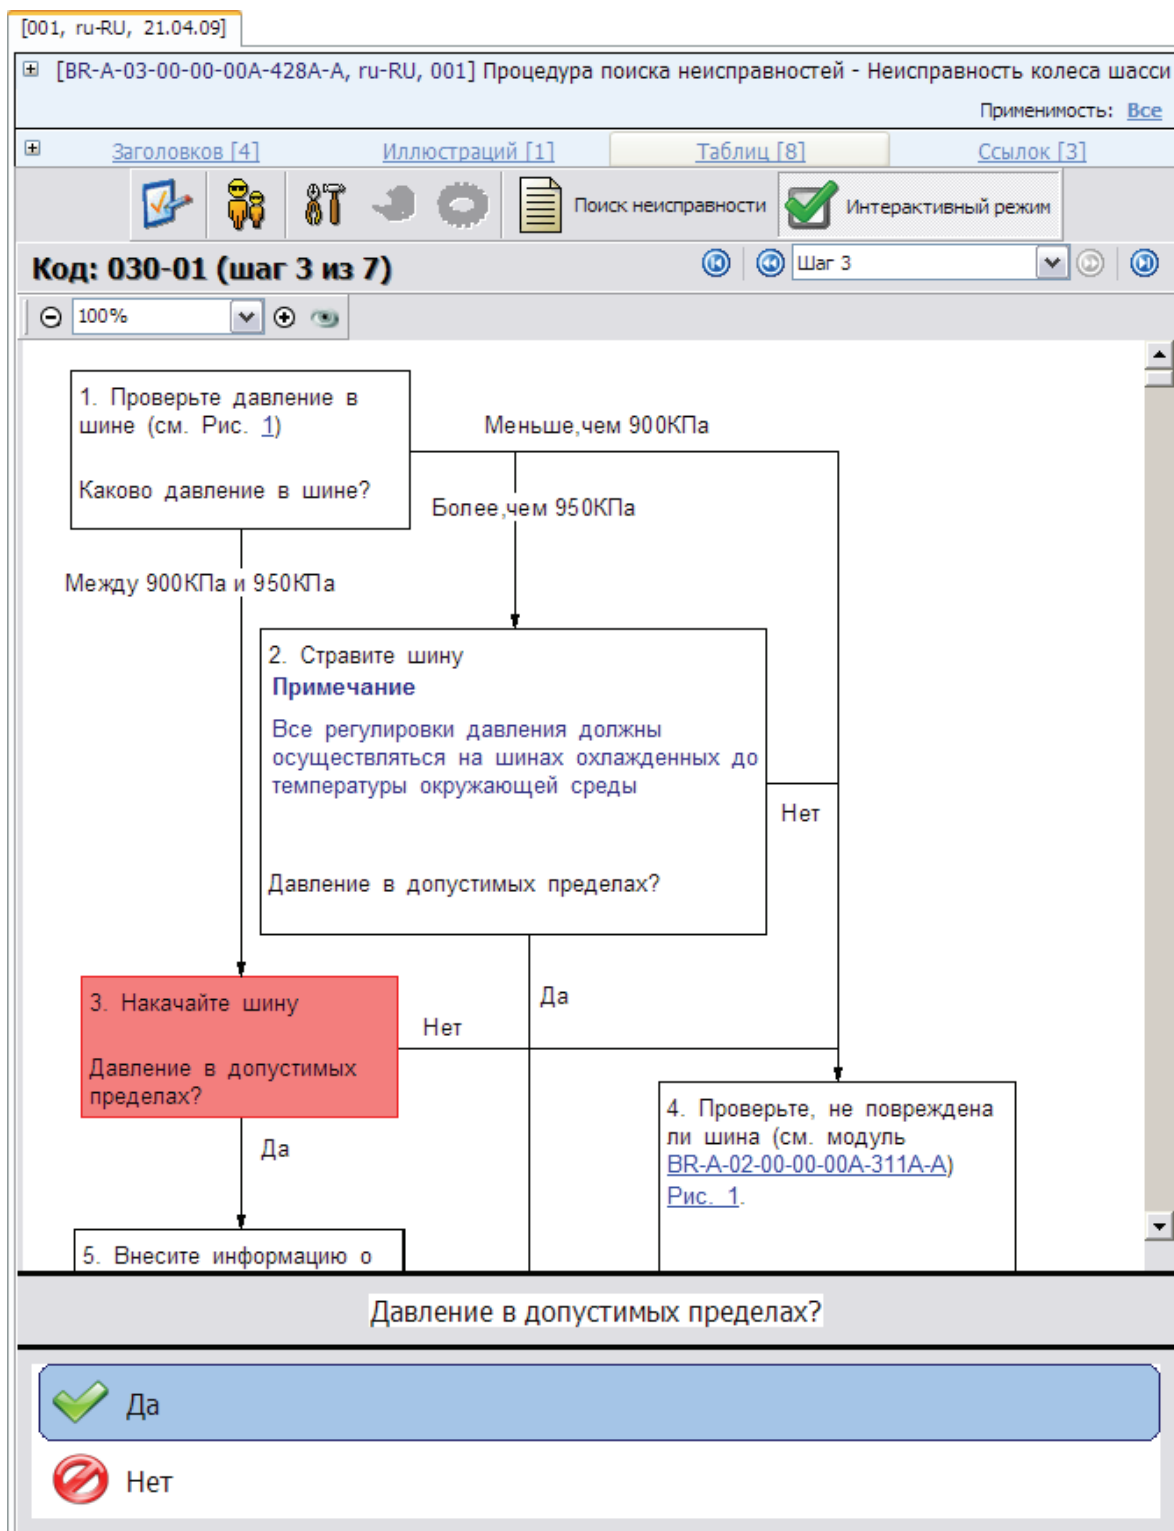 [001, ru-RU, 21.04.09]
[BR-A-03-00-00-00A-428A-A, ru-RU, 001] Процедура поиска неисправностей - Неисправность колеса шасси
Применимость: Все
Заголовков [4] Иллюстраций [1] Таблиц [8] Ссылок [3]
Поиск неисправности Интерактивный режим
Код: 030-01 (шаг 3 из 7) Шаг 3
100%
1. Проверьте давление в
шине (см. Рис. 1)
Каково давление в шине?
Меньше,чем 900КПа
Более,чем 950КПа
Между 900КПа и 950КПа
2. Стравите шину
Примечание
Все регулировки давления должны
осуществляться на шинах охлажденных до
температуры окружающей среды
Давление в допустимых пределах?
Нет
Да
3. Накачайте шину
Давление в допустимых
пределах?
Нет
Да
4. Проверьте, не повреждена
ли шина (см. модуль
BR-A-02-00-00-00A-311A-A)
Рис. 1.
5. Внесите информацию о
Давление в допустимых пределах?
Да
Нет